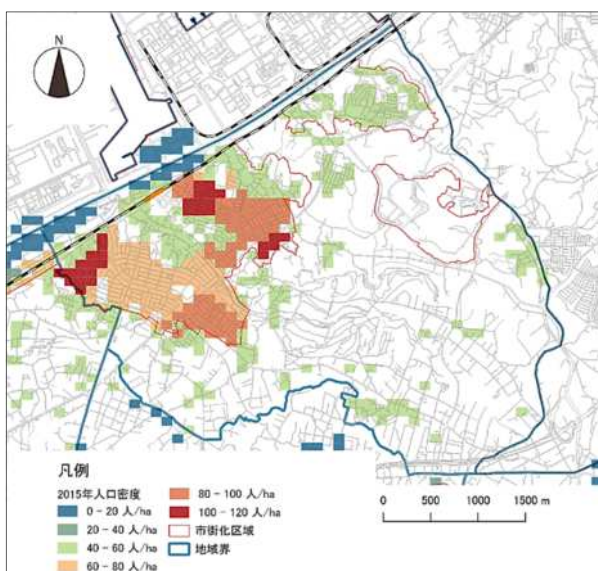 N
凡例
2015年人口密度
0 - 20 人/ha
20 - 40 人/ha
40 - 60 人/ha
60 - 80 人/ha
80 - 100 人/ha
100 - 120 人/ha
市街化区域
地域界
0 500 1000 1500 m